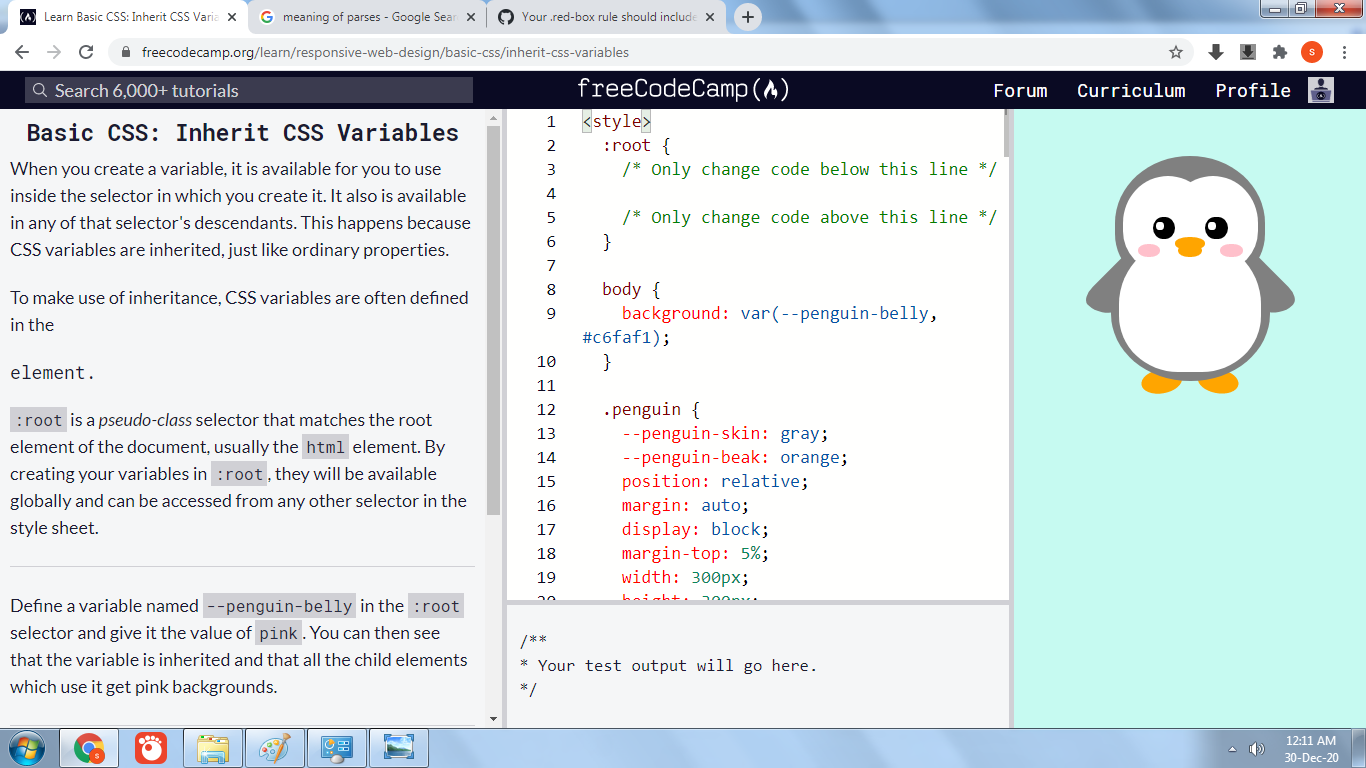 Learn Basic CSS: Inherit CSS Varia
meaning of parses - Google Sear
Your .red-box rule should include
freecodecamp.org/learn/responsive-web-design/basic-css/inherit-css-variables
S
Search 6,000+ tutorials
freeCodeCamp
Forum
Curriculum
Profile
Basic CSS: Inherit CSS Variables
When you create a variable, it is available for you to use
inside the selector in which you create it. It also is available
in any of that selector's descendants. This happens because
CSS variables are inherited, just like ordinary properties.
To make use of inheritance, CSS variables are often defined
in the
element.
:root is a pseudo-class selector that matches the root
element of the document, usually the html element. By
creating your variables in :root, they will be available
globally and can be accessed from any other selector in the
style sheet.
Define a variable named --penguin-belly in the :root
selector and give it the value of pink. You can then see
that the variable is inherited and that all the child elements
which use it get pink backgrounds.
1 <style>
2 :root {
3 /* Only change code below this line */
4
5 /* Only change code above this line */
6 }
7
8 body {
9 background: var(--penguin-belly,
#c6faf1);
10 }
11
12 .penguin {
13 --penguin-skin: gray;
14 --penguin-beak: orange;
15 position: relative;
16 margin: auto;
17 display: block;
18 margin-top: 5%;
19 width: 300px;
20 height: 300px;
/**
* Your test output will go here.
*/
S
12:11 AM
30-Dec-20